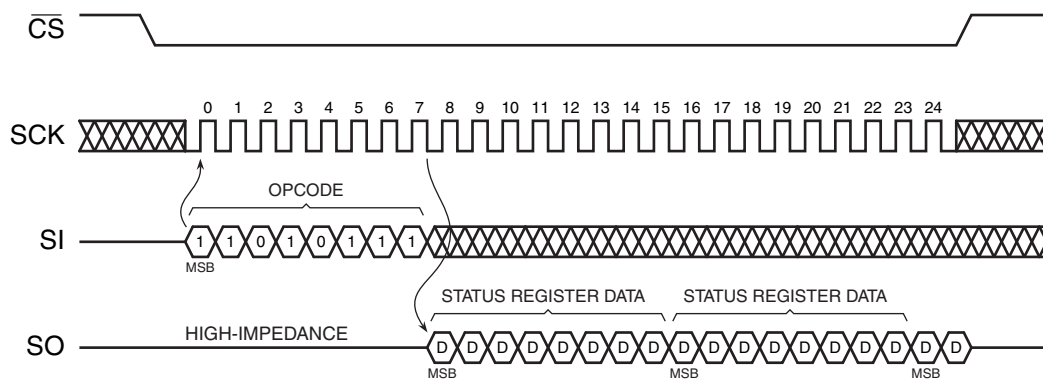 CS
0 1 2 3 4 5 6 7 8 9 10 11 12 13 14 15 16 17 18 19 20 21 22 23 24
SCK
OPCODE
SI 1 1 0 1 0 1 1 1
MSB
STATUS REGISTER DATA STATUS REGISTER DATA
HIGH-IMPEDANCE
SO D D D D D D D D D D D D D D D D D D
MSB MSB MSB